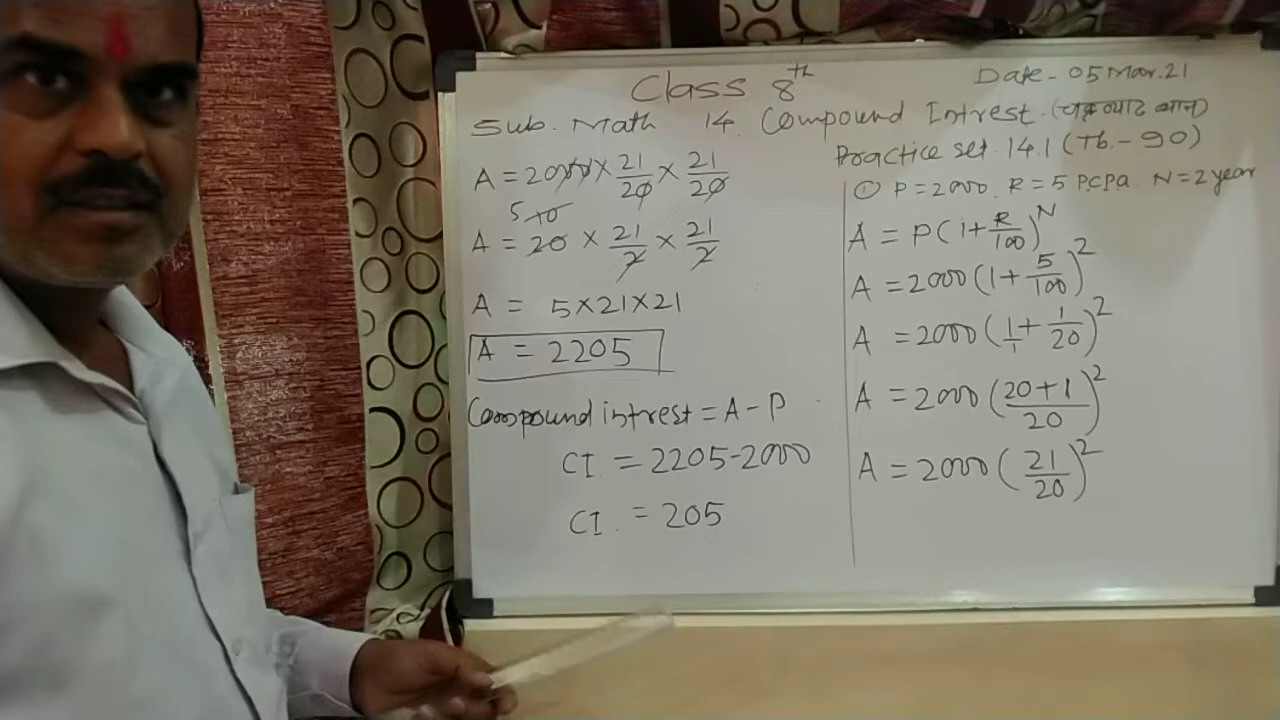 Class 8th
Date - 05 Mar. 21
Sub. Math 14. Compound Intrest. (चक्रवाढ व्याज)
Practice set. 14.1 (Tb. - 90)
① P = 2000. R = 5 P.C.Pa N = 2 year
A = P(1 + R/100)^N
A = 2000(1 + 5/100)^2
A = 2000(1/1 + 1/20)^2
A = 2000(20+1/20)^2
A = 2000(21/20)^2
A = 2000 × 21/20 × 21/20
5 10
A = 20 × 21/2 × 21/2
A = 5×21×21
A = 2205
Compound intrest = A - P
CI = 2205-2000
CI. = 205